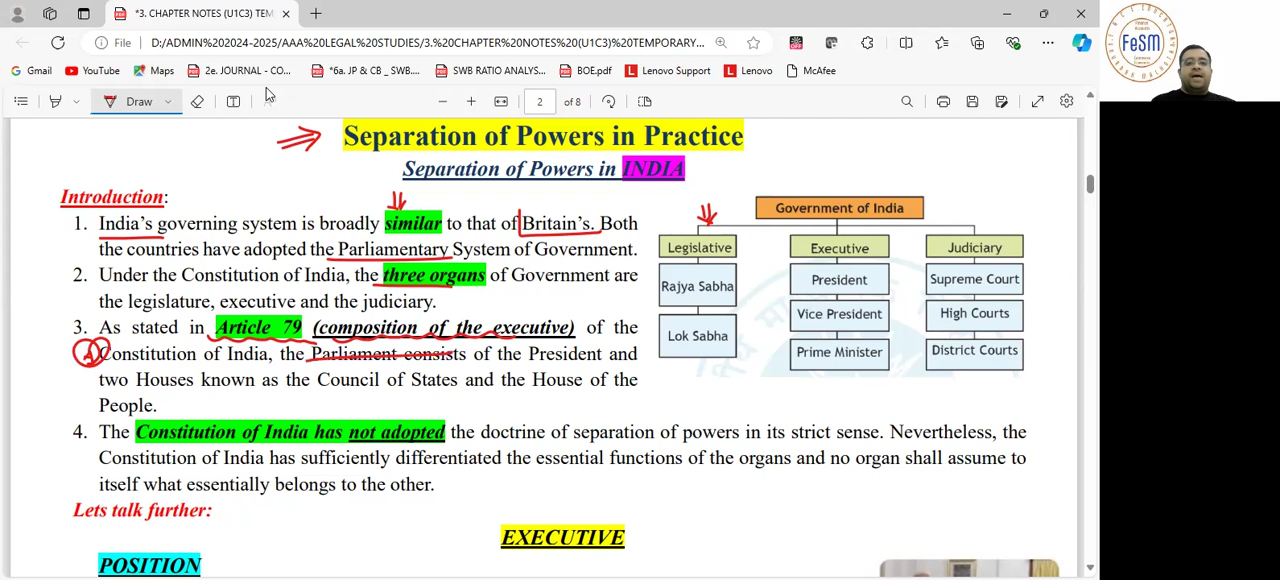 *3. CHAPTER NOTES (U1C3) TEM
File
D:/ADMIN%202024-2025/AAA%20LEGAL%20STUDIES/3.%20CHAPTER%20NOTES%20(U1C3)%20TEMPORARY...
Gmail YouTube Maps 2e. JOURNAL - CO... *6a. JP & CB _ SWB.... SWB RATIO ANALYS... BOE.pdf Lenovo Support Lenovo McAfee
Draw 2 of 8
FeSM
Separation of Powers in Practice
Separation of Powers in INDIA
Introduction:
1. India's governing system is broadly similar to that of Britain's. Both
the countries have adopted the Parliamentary System of Government.
2. Under the Constitution of India, the three organs of Government are
the legislature, executive and the judiciary.
3. As stated in Article 79 (composition of the executive) of the
Constitution of India, the Parliament consists of the President and
two Houses known as the Council of States and the House of the
People.
Government of India
Legislative Executive Judiciary
Rajya Sabha President Supreme Court
Lok Sabha Vice President High Courts
Prime Minister District Courts
4. The Constitution of India has not adopted the doctrine of separation of powers in its strict sense. Nevertheless, the
Constitution of India has sufficiently differentiated the essential functions of the organs and no organ shall assume to
itself what essentially belongs to the other.
Lets talk further:
EXECUTIVE
POSITION